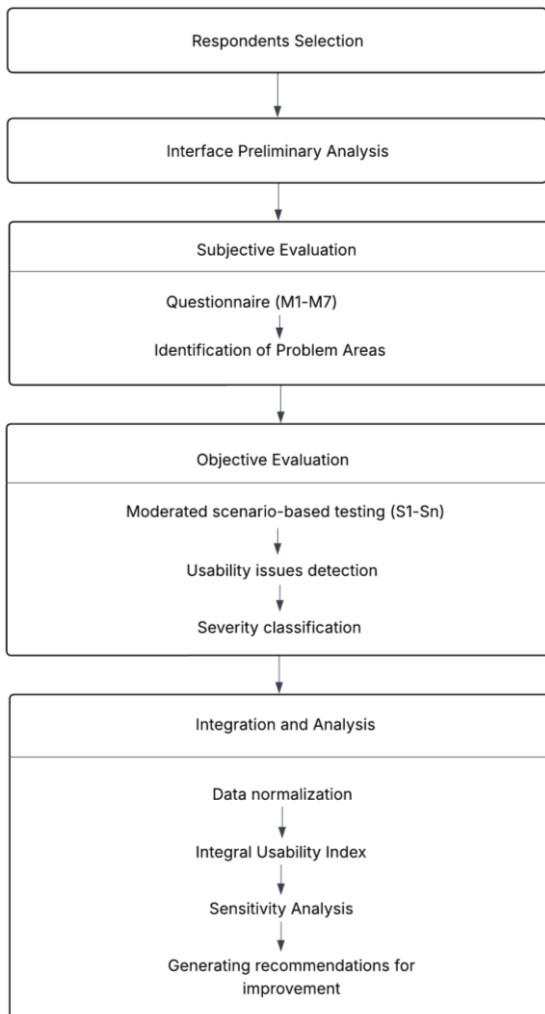 Respondents Selection
Interface Preliminary Analysis
Subjective Evaluation
Questionnaire (M1-M7)
Identification of Problem Areas
Objective Evaluation
Moderated scenario-based testing (S1-Sn)
Usability issues detection
Severity classification
Integration and Analysis
Data normalization
Integral Usability Index
Sensitivity Analysis
Generating recommendations for
improvement